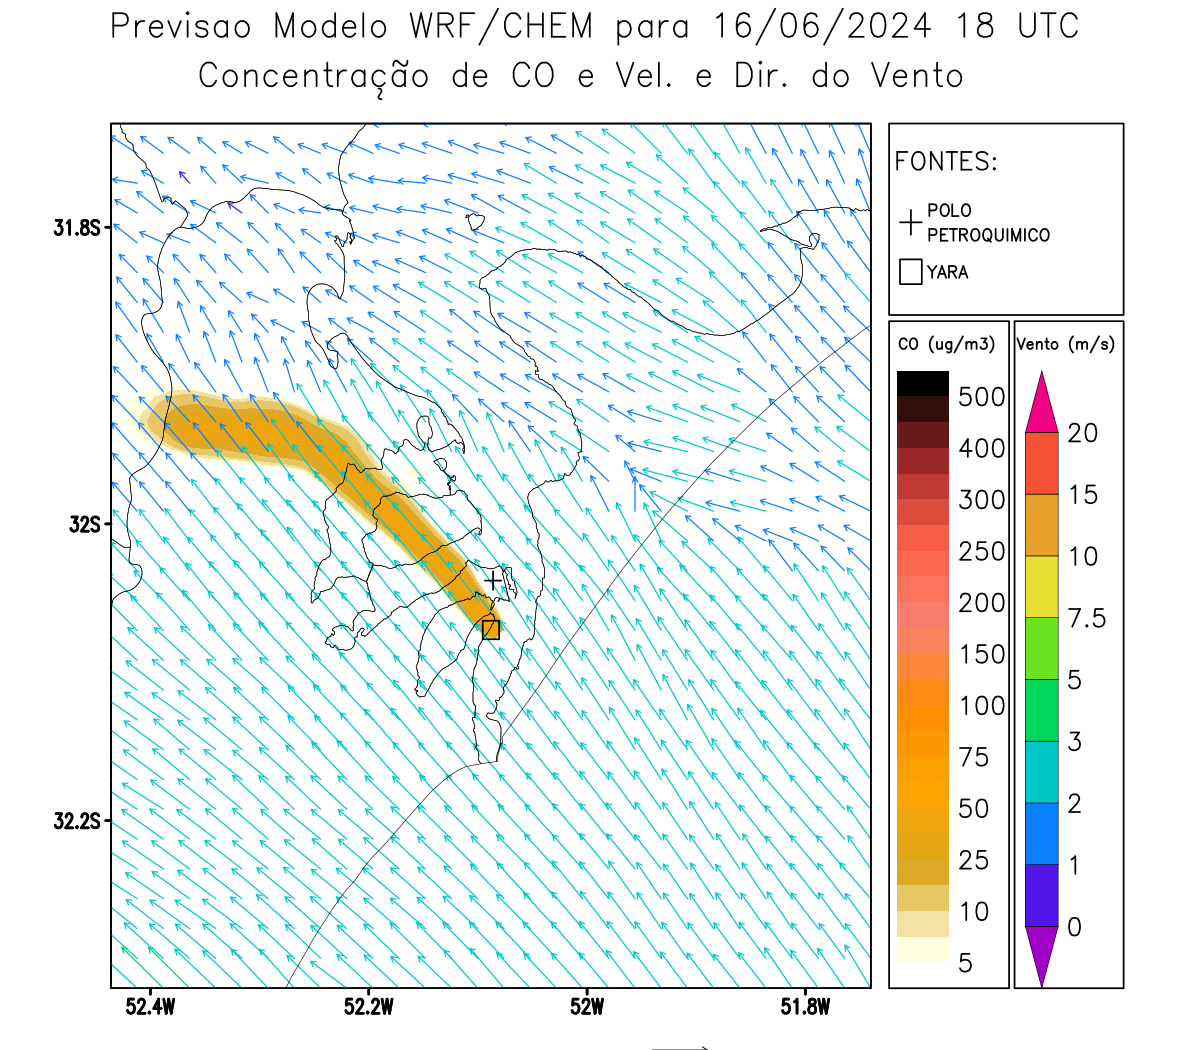 Previsao Modelo WRF/CHEM para 16/06/2024 18 UTC
Concentração de CO e Vel. e Dir. do Vento
FONTES:
POLO
PETROQUIMICO
YARA
CO (ug/m3)
500
400
300
250
200
150
100
75
50
25
10
5
Vento (m/s)
20
15
10
7.5
5
3
2
1
0
31.8S
32S
32.2S
52.4W
52.2W
52W
51.8W